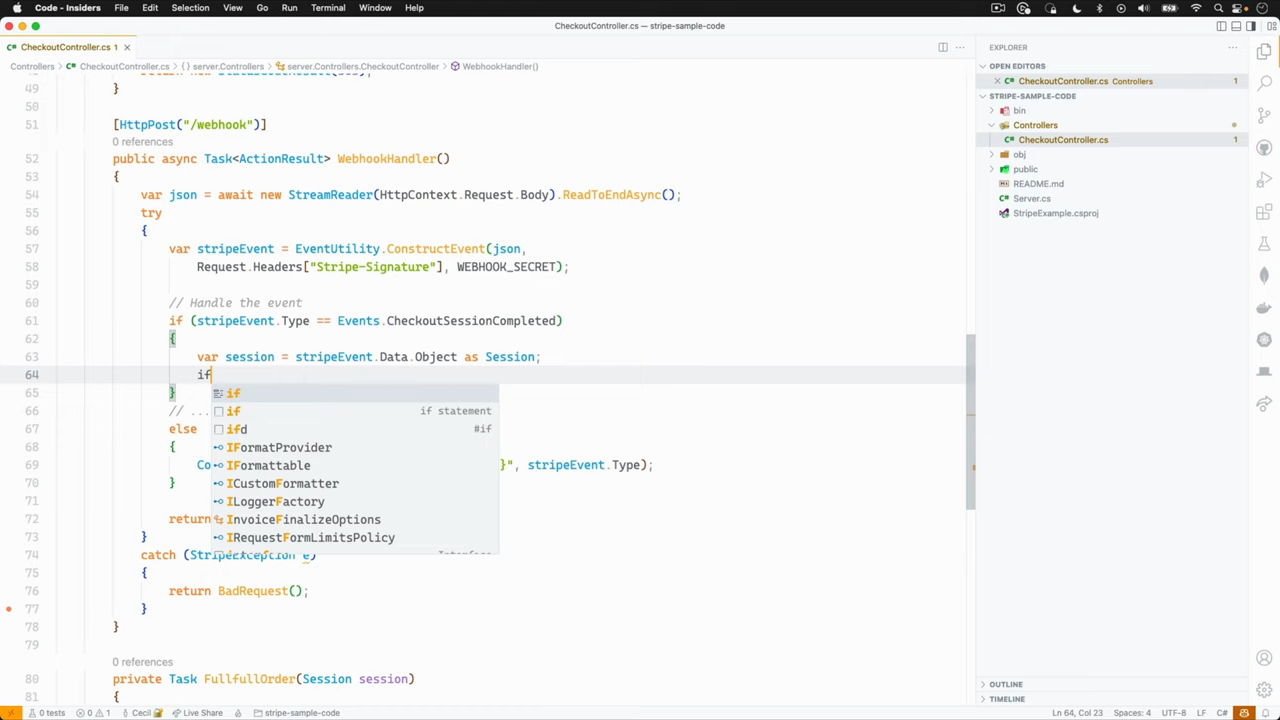 Code - Insiders File Edit Selection View Go Run Terminal Window Help
CheckoutController.cs — stripe-sample-code
CheckoutController.cs 1
Controllers CheckoutController.cs { } server.Controllers server.Controllers.CheckoutController WebhookHandler()
49 }
50
51 [HttpPost("/webhook")]
0 references
52 public async Task<ActionResult> WebhookHandler()
53 {
54 var json = await new StreamReader(HttpContext.Request.Body).ReadToEndAsync();
55 try
56 {
57 var stripeEvent = EventUtility.ConstructEvent(json,
58 Request.Headers["Stripe-Signature"], WEBHOOK_SECRET);
59
60 // Handle the event
61 if (stripeEvent.Type == Events.CheckoutSessionCompleted)
62 {
63 var session = stripeEvent.Data.Object as Session;
64 if
65 }
if
66 // ...
if if statement
67 else
ifd #if
68 {
IFormatProvider
69 Co }", stripeEvent.Type);
IFormattable
70 }
ICustomFormatter
71
ILoggerFactory
72 return
InvoiceFinalizeOptions
73 }
IRequestFormLimitsPolicy
74 catch (StripeException e)
Interface
75 {
76 return BadRequest();
77 }
78 }
79
0 references
80 private Task FullfullOrder(Session session)
81 {
EXPLORER
OPEN EDITORS
CheckoutController.cs Controllers 1
STRIPE-SAMPLE-CODE
bin
Controllers
CheckoutController.cs 1
obj
public
README.md
Server.cs
StripeExample.csproj
OUTLINE
TIMELINE
0 tests 0 1 Cecil Live Share stripe-sample-code Ln 64, Col 23 Spaces: 4 UTF-8 LF C#